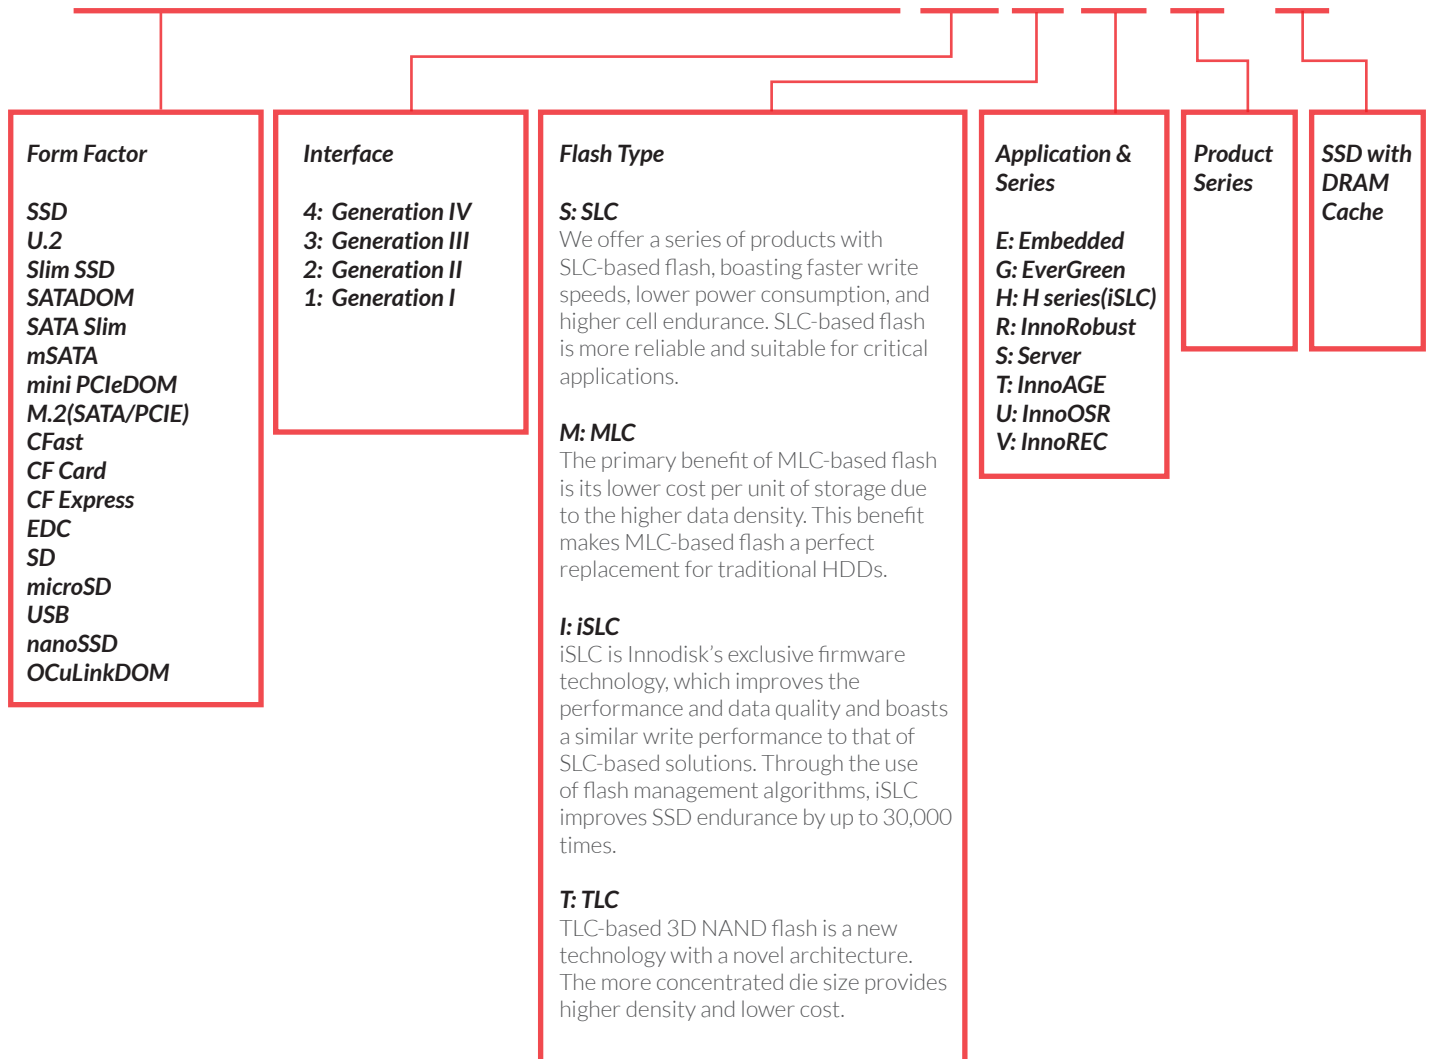 Form Factor
SSD
U.2
Slim SSD
SATADOM
SATA Slim
mSATA
mini PCIeDOM
M.2(SATA/PCIE)
CFast
CF Card
CF Express
EDC
SD
microSD
USB
nanoSSD
OCuLinkDOM
Interface
4: Generation IV
3: Generation III
2: Generation II
1: Generation I
Flash Type
S: SLC
We offer a series of products with
SLC-based flash, boasting faster write
speeds, lower power consumption, and
higher cell endurance. SLC-based flash
is more reliable and suitable for critical
applications.
M: MLC
The primary benefit of MLC-based flash
is its lower cost per unit of storage due
to the higher data density. This benefit
makes MLC-based flash a perfect
replacement for traditional HDDs.
I: iSLC
iSLC is Innodisk’s exclusive firmware
technology, which improves the
performance and data quality and boasts
a similar write performance to that of
SLC-based solutions. Through the use
of flash management algorithms, iSLC
improves SSD endurance by up to 30,000
times.
T: TLC
TLC-based 3D NAND flash is a new
technology with a novel architecture.
The more concentrated die size provides
higher density and lower cost.
Application &
Series
E: Embedded
G: EverGreen
H: H series(iSLC)
R: InnoRobust
S: Server
T: InnoAGE
U: InnoOSR
V: InnoREC
Product
Series
SSD with
DRAM
Cache